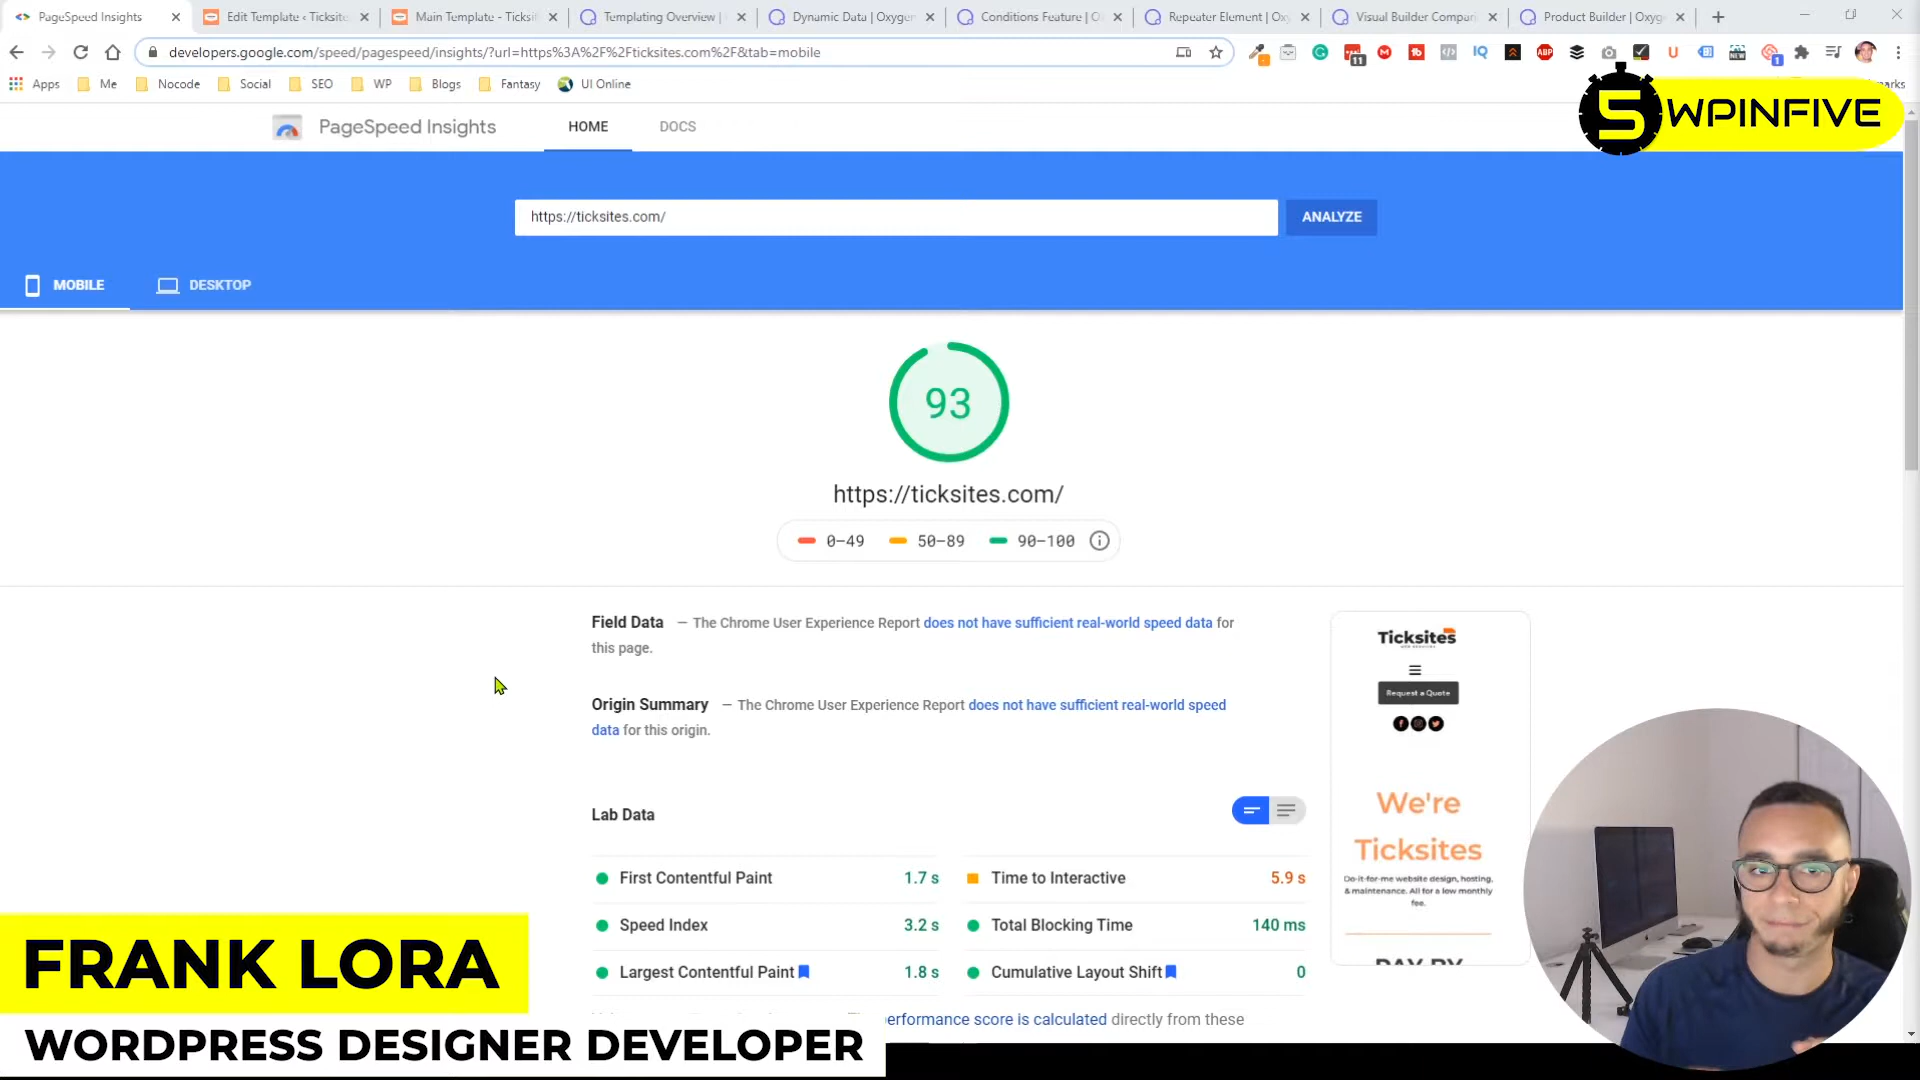 PageSpeed Insights
Edit Template ‹ Ticksite
Main Template - Ticksit
Templating Overview |
Dynamic Data | Oxygen
Conditions Feature | O
Repeater Element | Oxy
Visual Builder Compari
Product Builder | Oxyg
developers.google.com/speed/pagespeed/insights/?url=https%3A%2F%2Fticksites.com%2F&tab=mobile
11
1
Apps
Me
Nocode
Social
SEO
WP
Blogs
Fantasy
UI Online
5 WPINFIVE
PageSpeed Insights
HOME
DOCS
https://ticksites.com/
ANALYZE
MOBILE
DESKTOP
93
https://ticksites.com/
0–49
50–89
90–100
Field Data — The Chrome User Experience Report does not have sufficient real-world speed data for
this page.
Origin Summary — The Chrome User Experience Report does not have sufficient real-world speed
data for this origin.
Lab Data
First Contentful Paint 1.7 s
Time to Interactive 5.9 s
Speed Index 3.2 s
Total Blocking Time 140 ms
Largest Contentful Paint 1.8 s
Cumulative Layout Shift 0
erformance score is calculated directly from these
Ticksites
Request a Quote
We're
Ticksites
Do-it-for-me website design, hosting,
& maintenance. All for a low monthly
fee.
DAY BY
FRANK LORA
WORDPRESS DESIGNER DEVELOPER